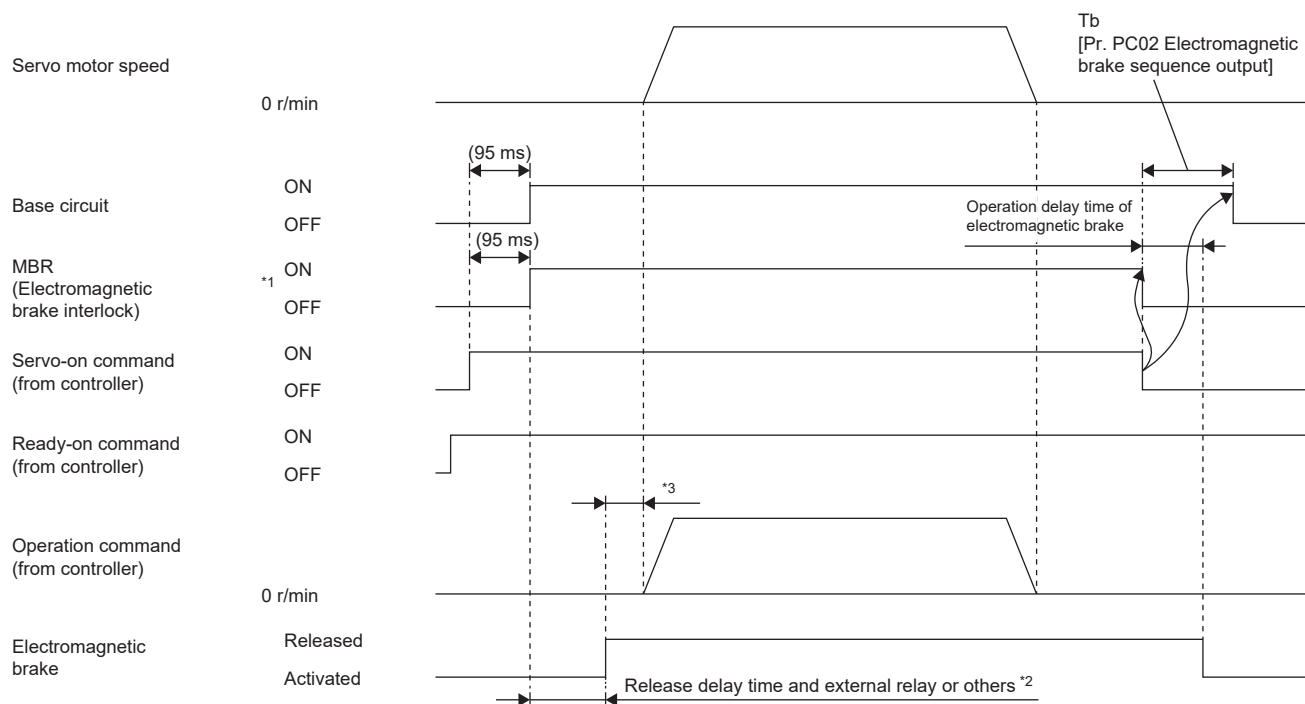 Tb
[Pr. PC02 Electromagnetic
brake sequence output]
Servo motor speed
0 r/min
(95 ms)
ON
Base circuit
OFF
Operation delay time of
electromagnetic brake
(95 ms)
MBR
(Electromagnetic
brake interlock)
*1
ON
OFF
Servo-on command
(from controller)
ON
OFF
Ready-on command
(from controller)
ON
OFF
*3
Operation command
(from controller)
0 r/min
Electromagnetic
brake
Released
Activated
Release delay time and external relay or others *2